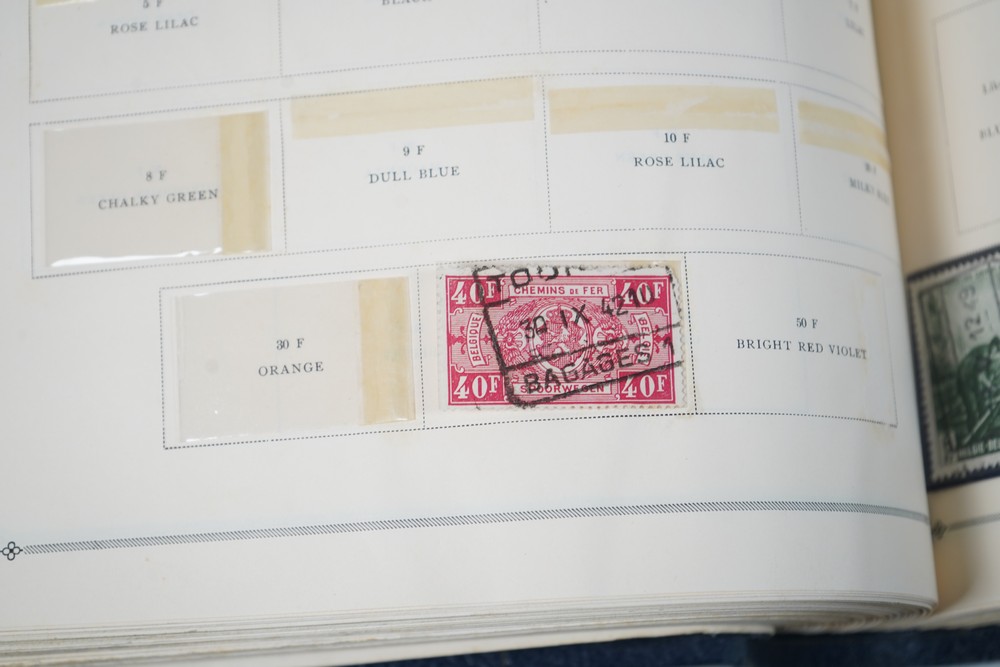 5 F
ROSE LILAC
BLACK
8 F
CHALKY GREEN
9 F
DULL BLUE
10 F
ROSE LILAC
30 F
ORANGE
40F CHEMINS DE FER 40F
BELGIQUE
BELGIË
40F SPOORWEGEN 40F
30 IX 42
BAGAGES
50 F
BRIGHT RED VIOLET